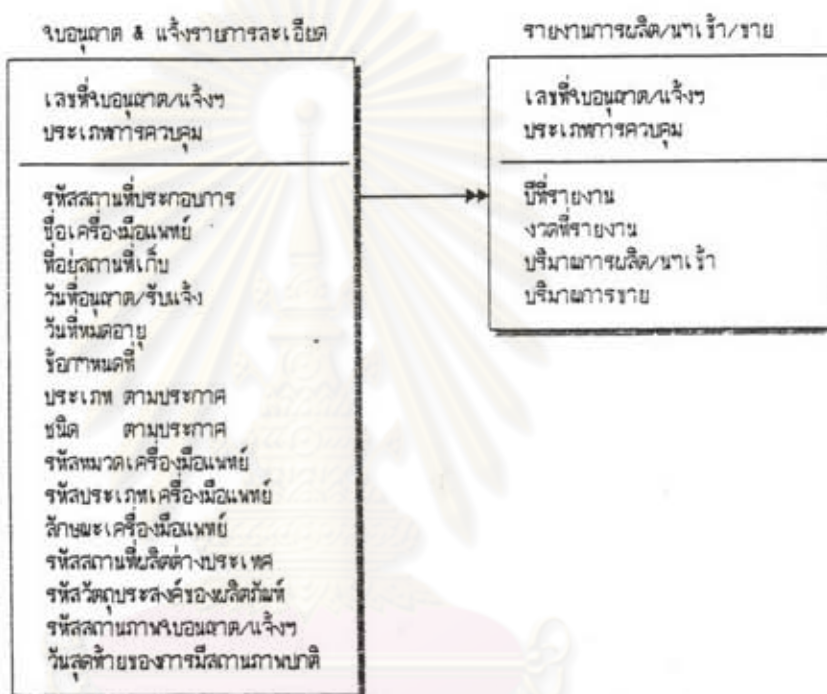 ใบอนุญาต & แจ้งรายการละเอียด
เลขที่ใบอนุญาต/แจ้งฯ
ประเภทการควบคุม
รหัสสถานที่ประกอบการ
ชื่อเครื่องมือแพทย์
ที่อยู่สถานที่เก็บ
วันที่อนุญาต/รับแจ้ง
วันที่หมดอายุ
ข้อกำหนดที่
ประเภท ตามประกาศ
ชนิด ตามประกาศ
รหัสหมวดเครื่องมือแพทย์
รหัสประเภทเครื่องมือแพทย์
ลักษณะเครื่องมือแพทย์
รหัสสถานที่ผลิตต่างประเทศ
รหัสวัตถุประสงค์ของผลิตภัณฑ์
รหัสสถานภาพใบอนุญาต/แจ้งฯ
วันสุดท้ายของการมีสถานภาพปกติ
รายงานการผลิต/นำเข้า/ขาย
เลขที่ใบอนุญาต/แจ้งฯ
ประเภทการควบคุม
ปีที่รายงาน
งวดที่รายงาน
ปริมาณการผลิต/นำเข้า
ปริมาณการขาย